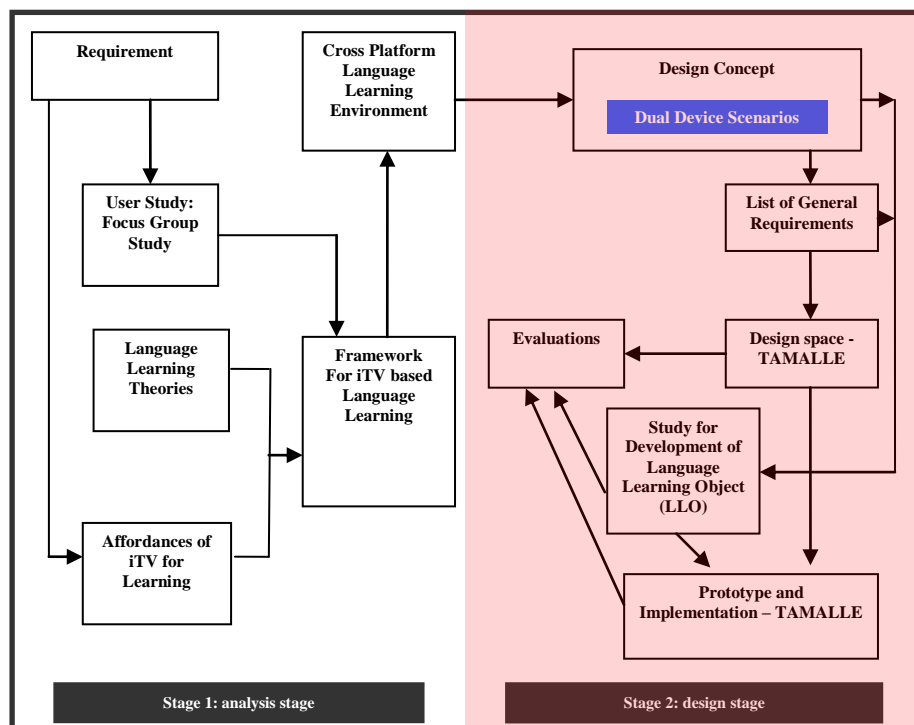 Requirement
User Study:
Focus Group
Study
Language
Learning
Theories
Affordances of
iTV for
Learning
Cross Platform
Language
Learning
Environment
Framework
For iTV based
Language
Learning
Stage 1: analysis stage
Design Concept
Dual Device Scenarios
List of General
Requirements
Design space -
TAMALLE
Evaluations
Study for
Development of
Language
Learning Object
(LLO)
Prototype and
Implementation – TAMALLE
Stage 2: design stage